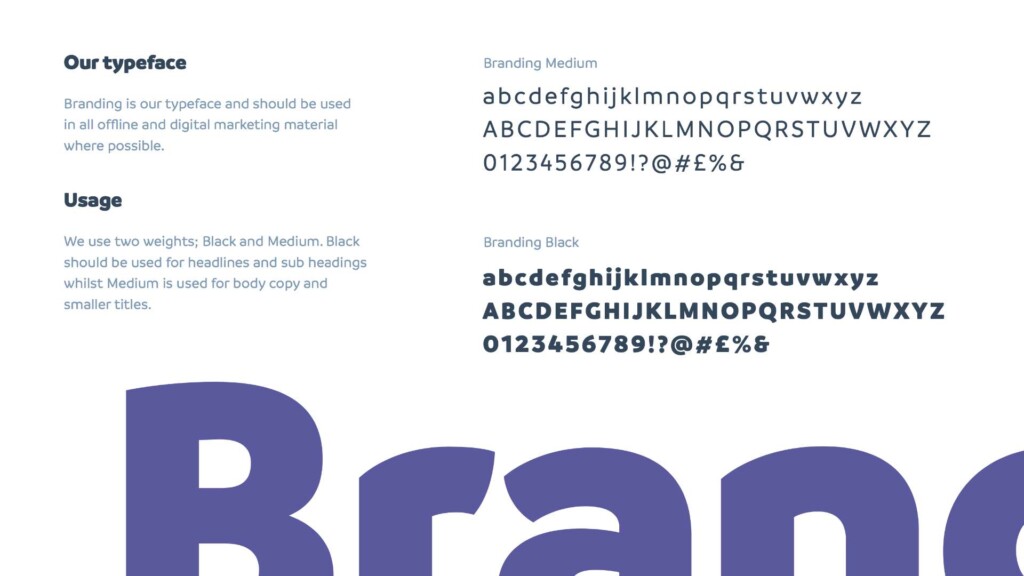 Our typeface
Branding is our typeface and should be used
in all offline and digital marketing material
where possible.
Usage
We use two weights; Black and Medium. Black
should be used for headlines and sub headings
whilst Medium is used for body copy and
smaller titles.
Branding Medium
abcdefghijklmnopqrstuvwxyz
ABCDEFGHIJKLMNOPQRSTUVWXYZ
0123456789!?@#£%&
Branding Black
abcdefghijklmnopqrstuvwxyz
ABCDEFGHIJKLMNOPQRSTUVWXYZ
0123456789!?@#£%&
Bran